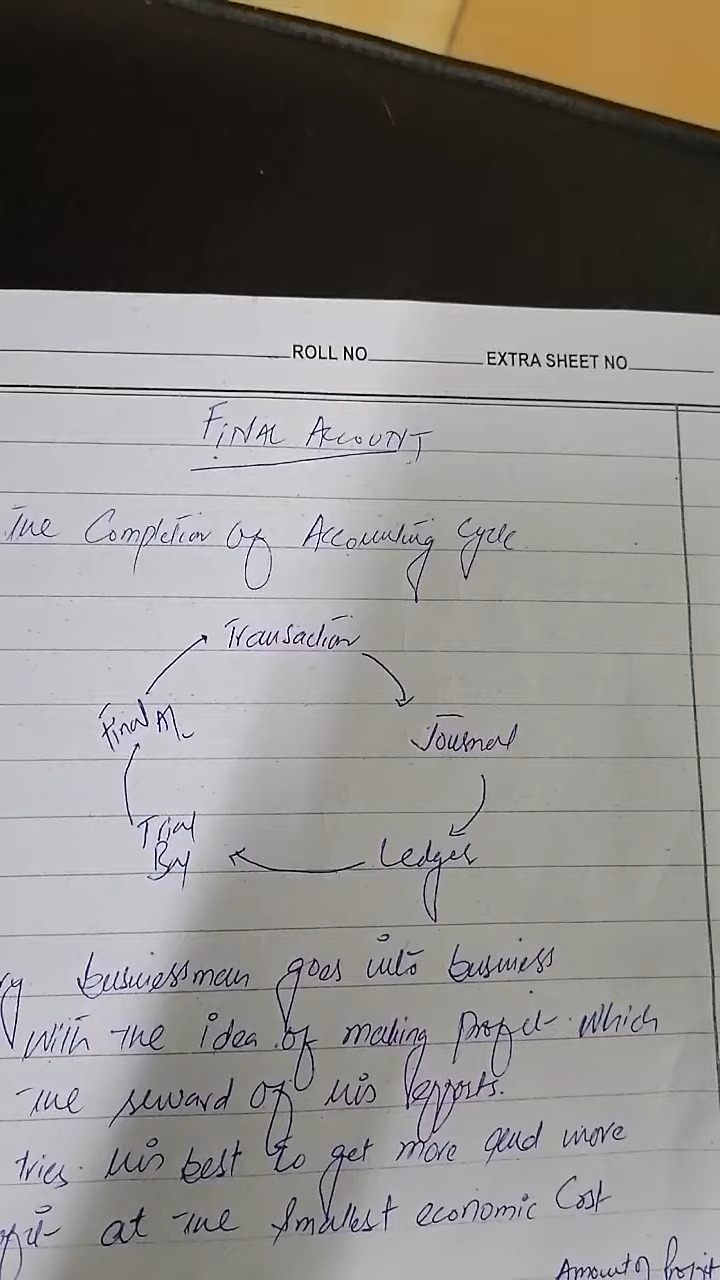 ROLL NO EXTRA SHEET NO
FINAL ACCOUNT
The Completion of Accounting Cycle
Transaction
Final A/c
Journal
Trial
Ledger
businessman goes into business
with the idea of making profit which
the reward of his efforts.
tries his best to get more and more
at the smallest economic Cost
Amount of Profit